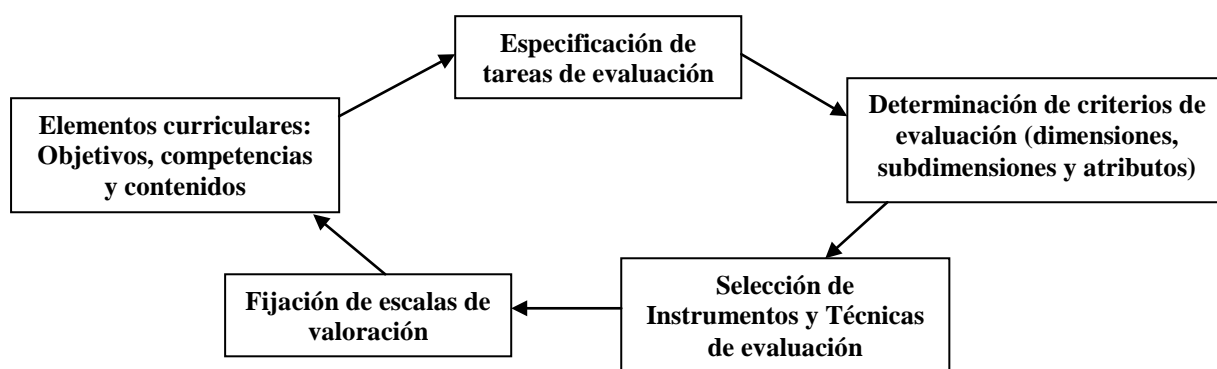 Especificación de
tareas de evaluación
Elementos curriculares:
Objetivos, competencias
y contenidos
Determinación de criterios de
evaluación (dimensiones,
subdimensiones y atributos)
Fijación de escalas de
valoración
Selección de
Instrumentos y Técnicas
de evaluación